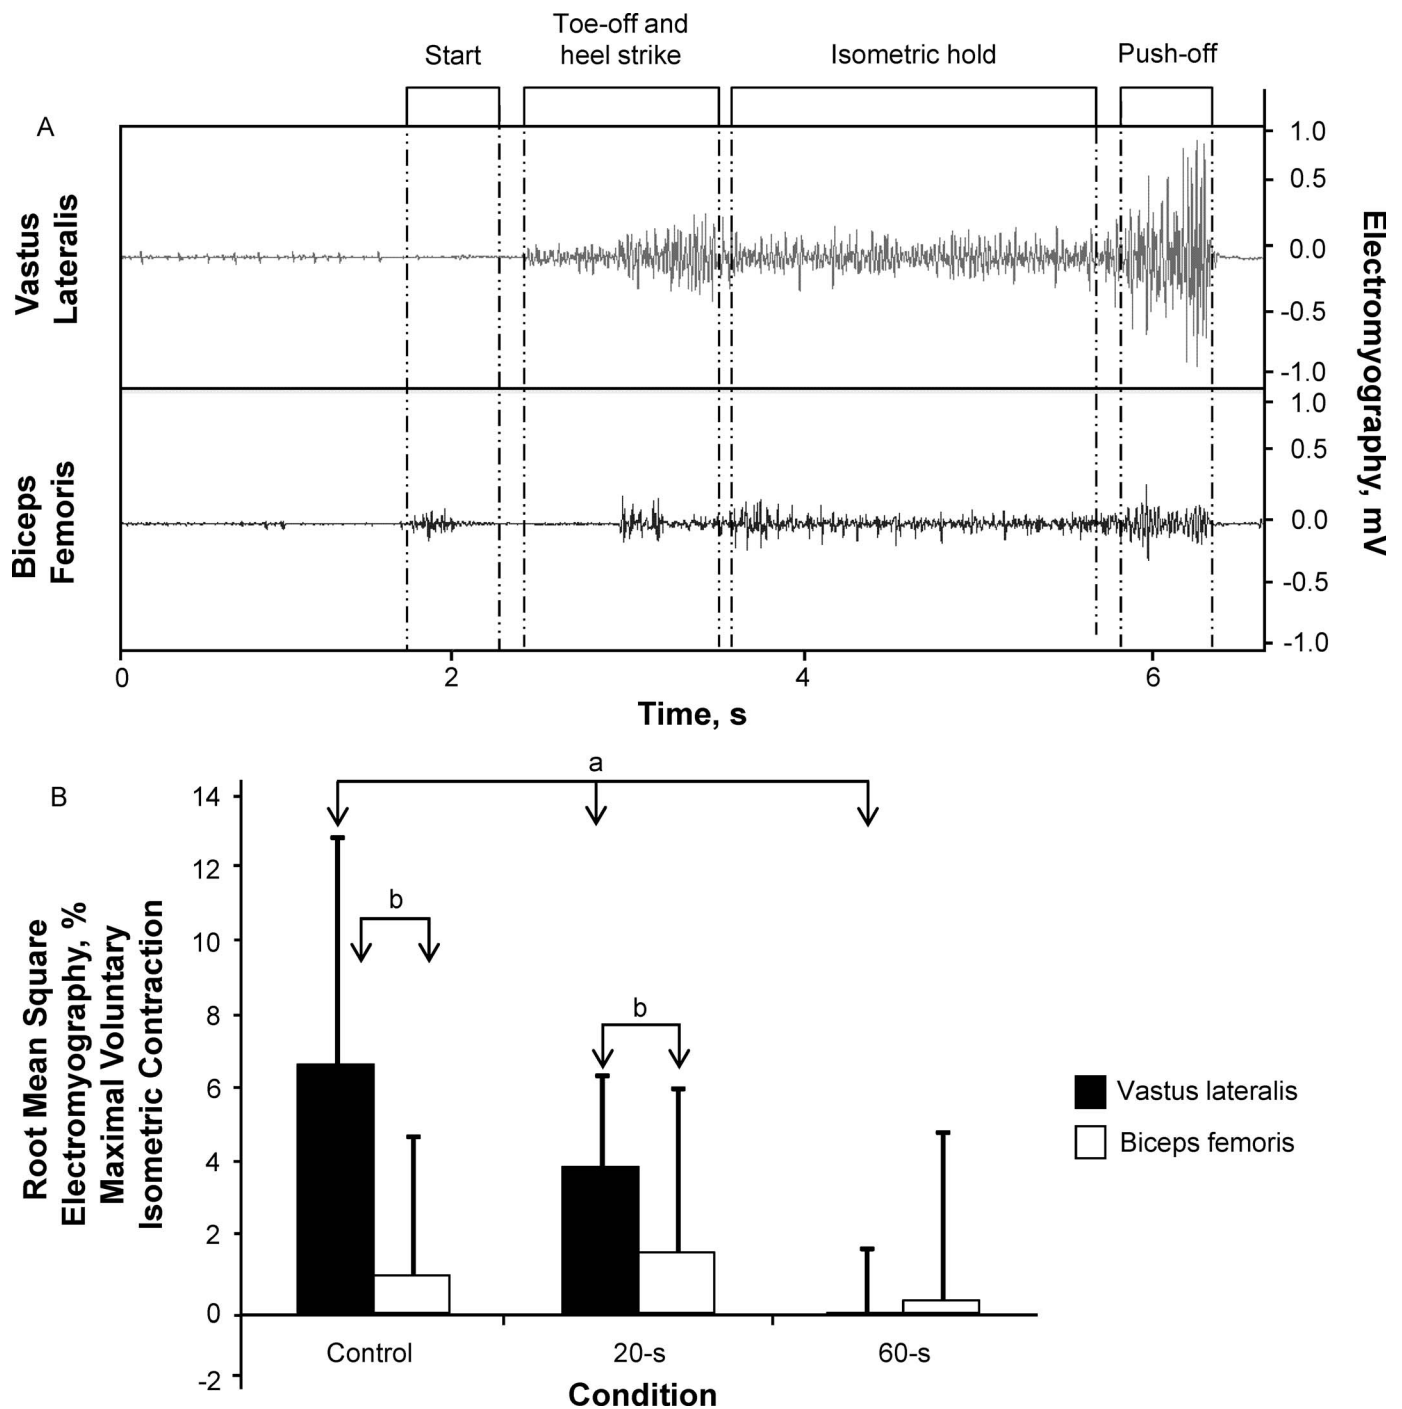 Toe-off and
Start
heel strike
Isometric hold
Push-off
A
Vastus
Lateralis
1.0
0.5
0.0
-0.5
-1.0
Biceps
Femoris
1.0
0.5
0.0
-0.5
-1.0
Electromyography, mV
0
2
4
6
Time, s
B
a
b
b
14
12
10
8
6
4
2
0
-2
Root Mean Square
Electromyography, %
Maximal Voluntary
Isometric Contraction
Vastus lateralis
Biceps femoris
Control
20-s
60-s
Condition